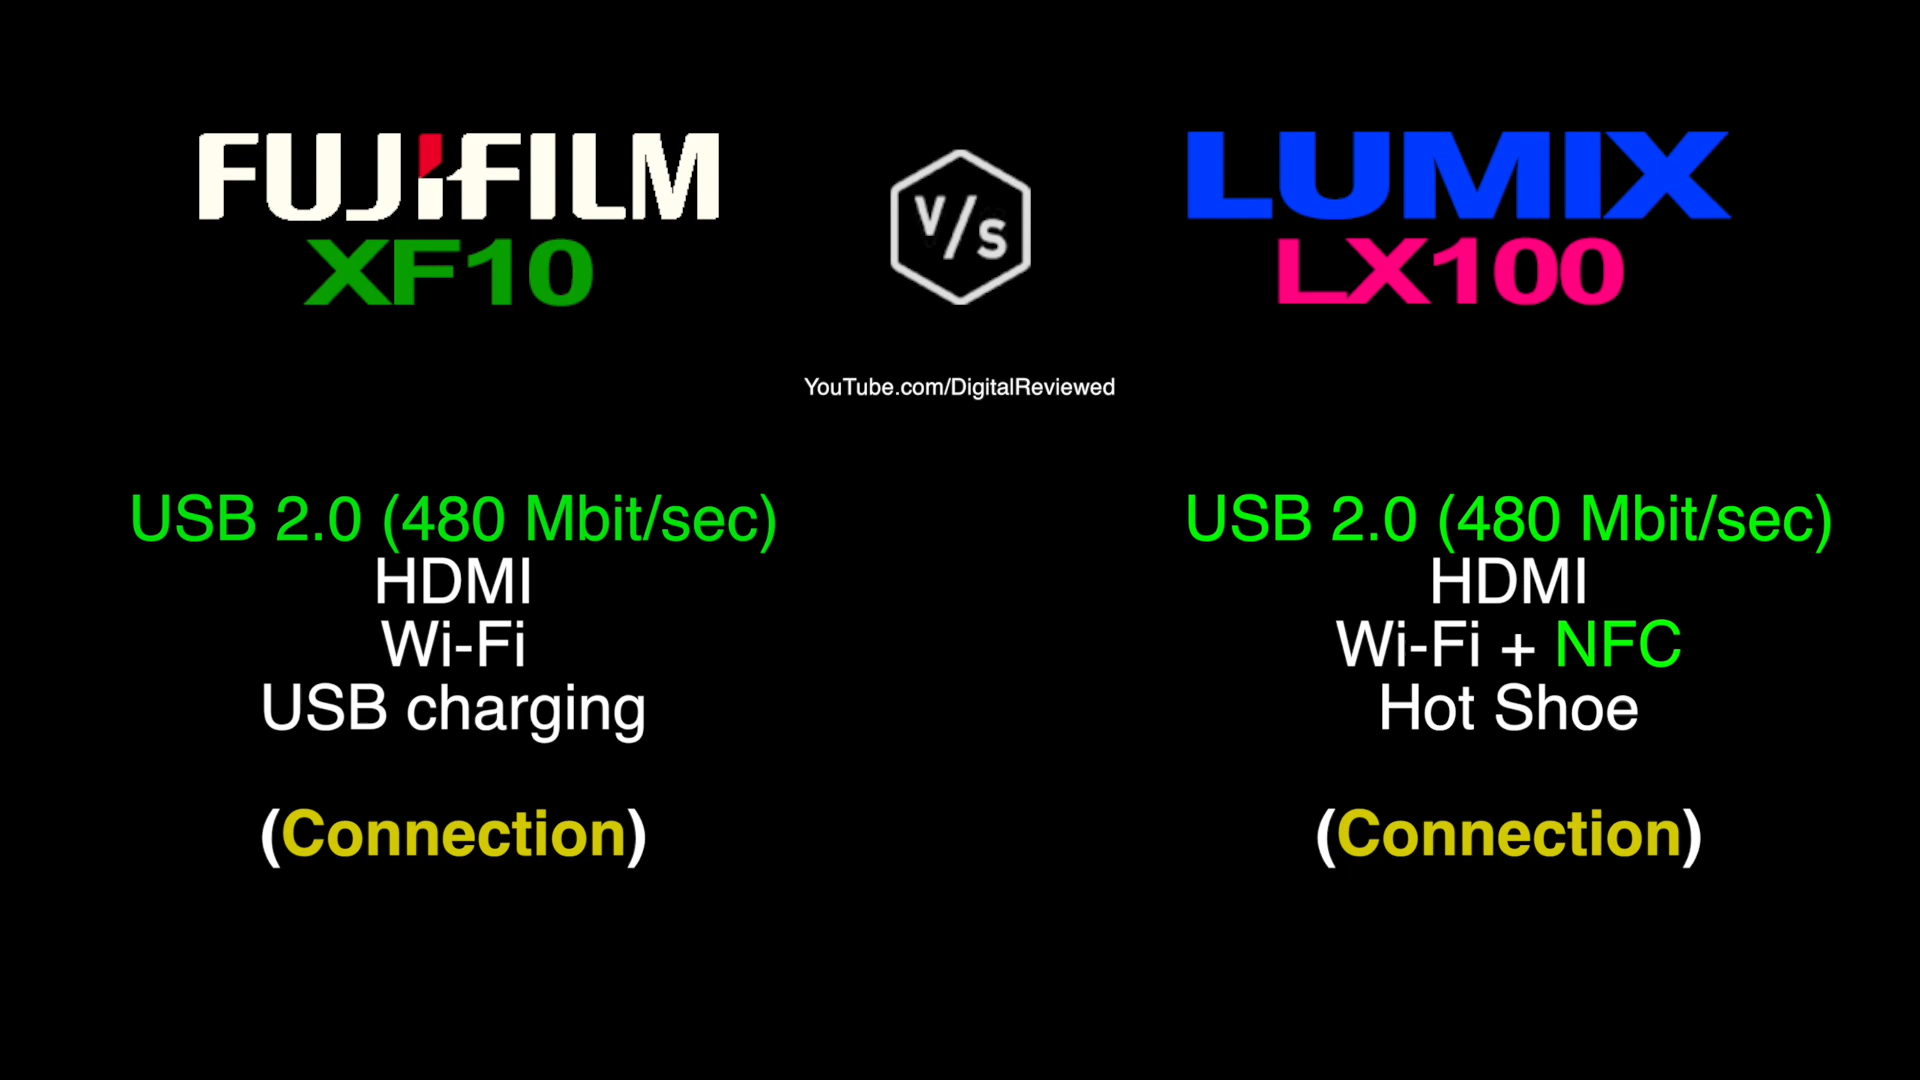 FUJIFILM
XF10
V/S
LUMIX
LX100
YouTube.com/DigitalReviewed
USB 2.0 (480 Mbit/sec)
HDMI
Wi-Fi
USB charging
(Connection)
USB 2.0 (480 Mbit/sec)
HDMI
Wi-Fi + NFC
Hot Shoe
(Connection)